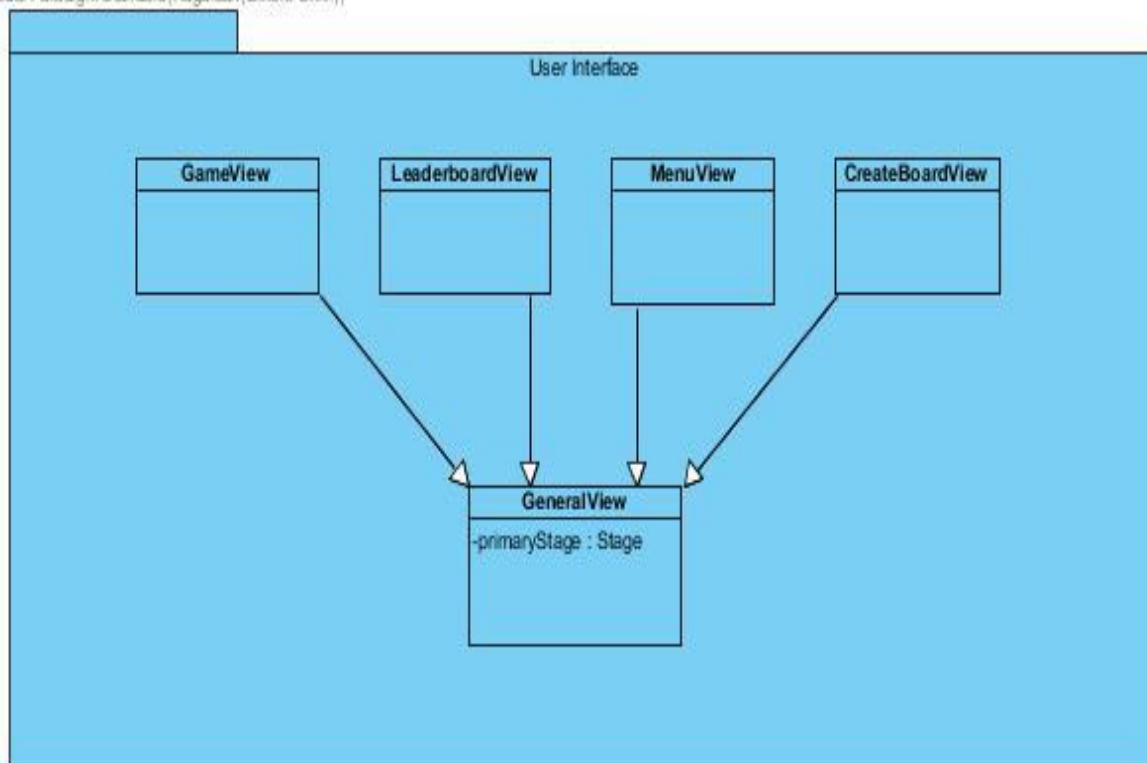 User Interface
GameView
LeaderboardView
MenuView
CreateBoardView
GeneralView
-primaryStage : Stage